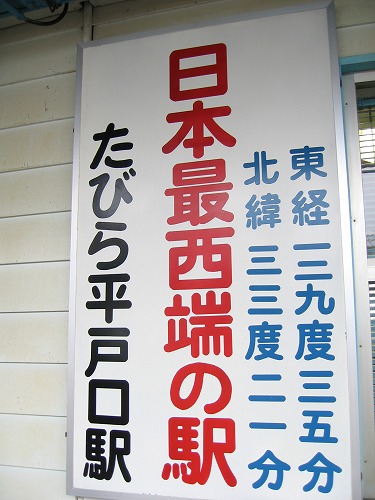 東経一二九度三五分
北緯三三度二一分
日本最西端の駅
たびら平戸口駅